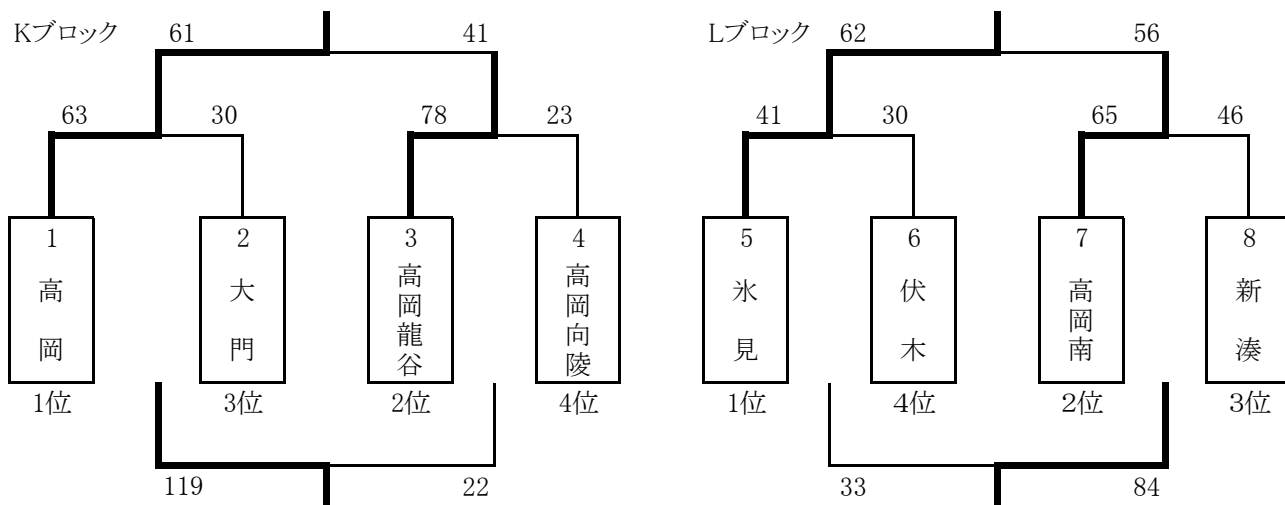 Kブロック 61 41 Lブロック 62 56
63 30 78 23 41 30 65 46
1 2 3 4 5 6 7 8
高岡 大門 高岡龍谷 高岡向陵 氷見 伏木 高岡南 新湊
1位 3位 2位 4位 1位 4位 2位 3位
119 22 33 84